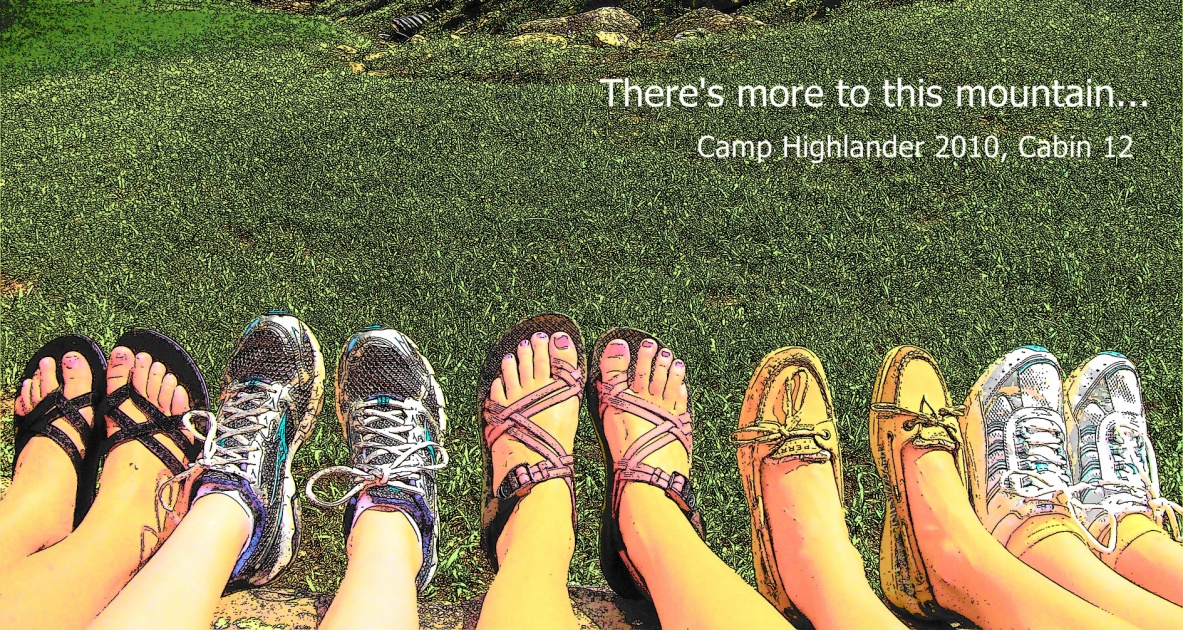 There's more to this mountain...
Camp Highlander 2010, Cabin 12